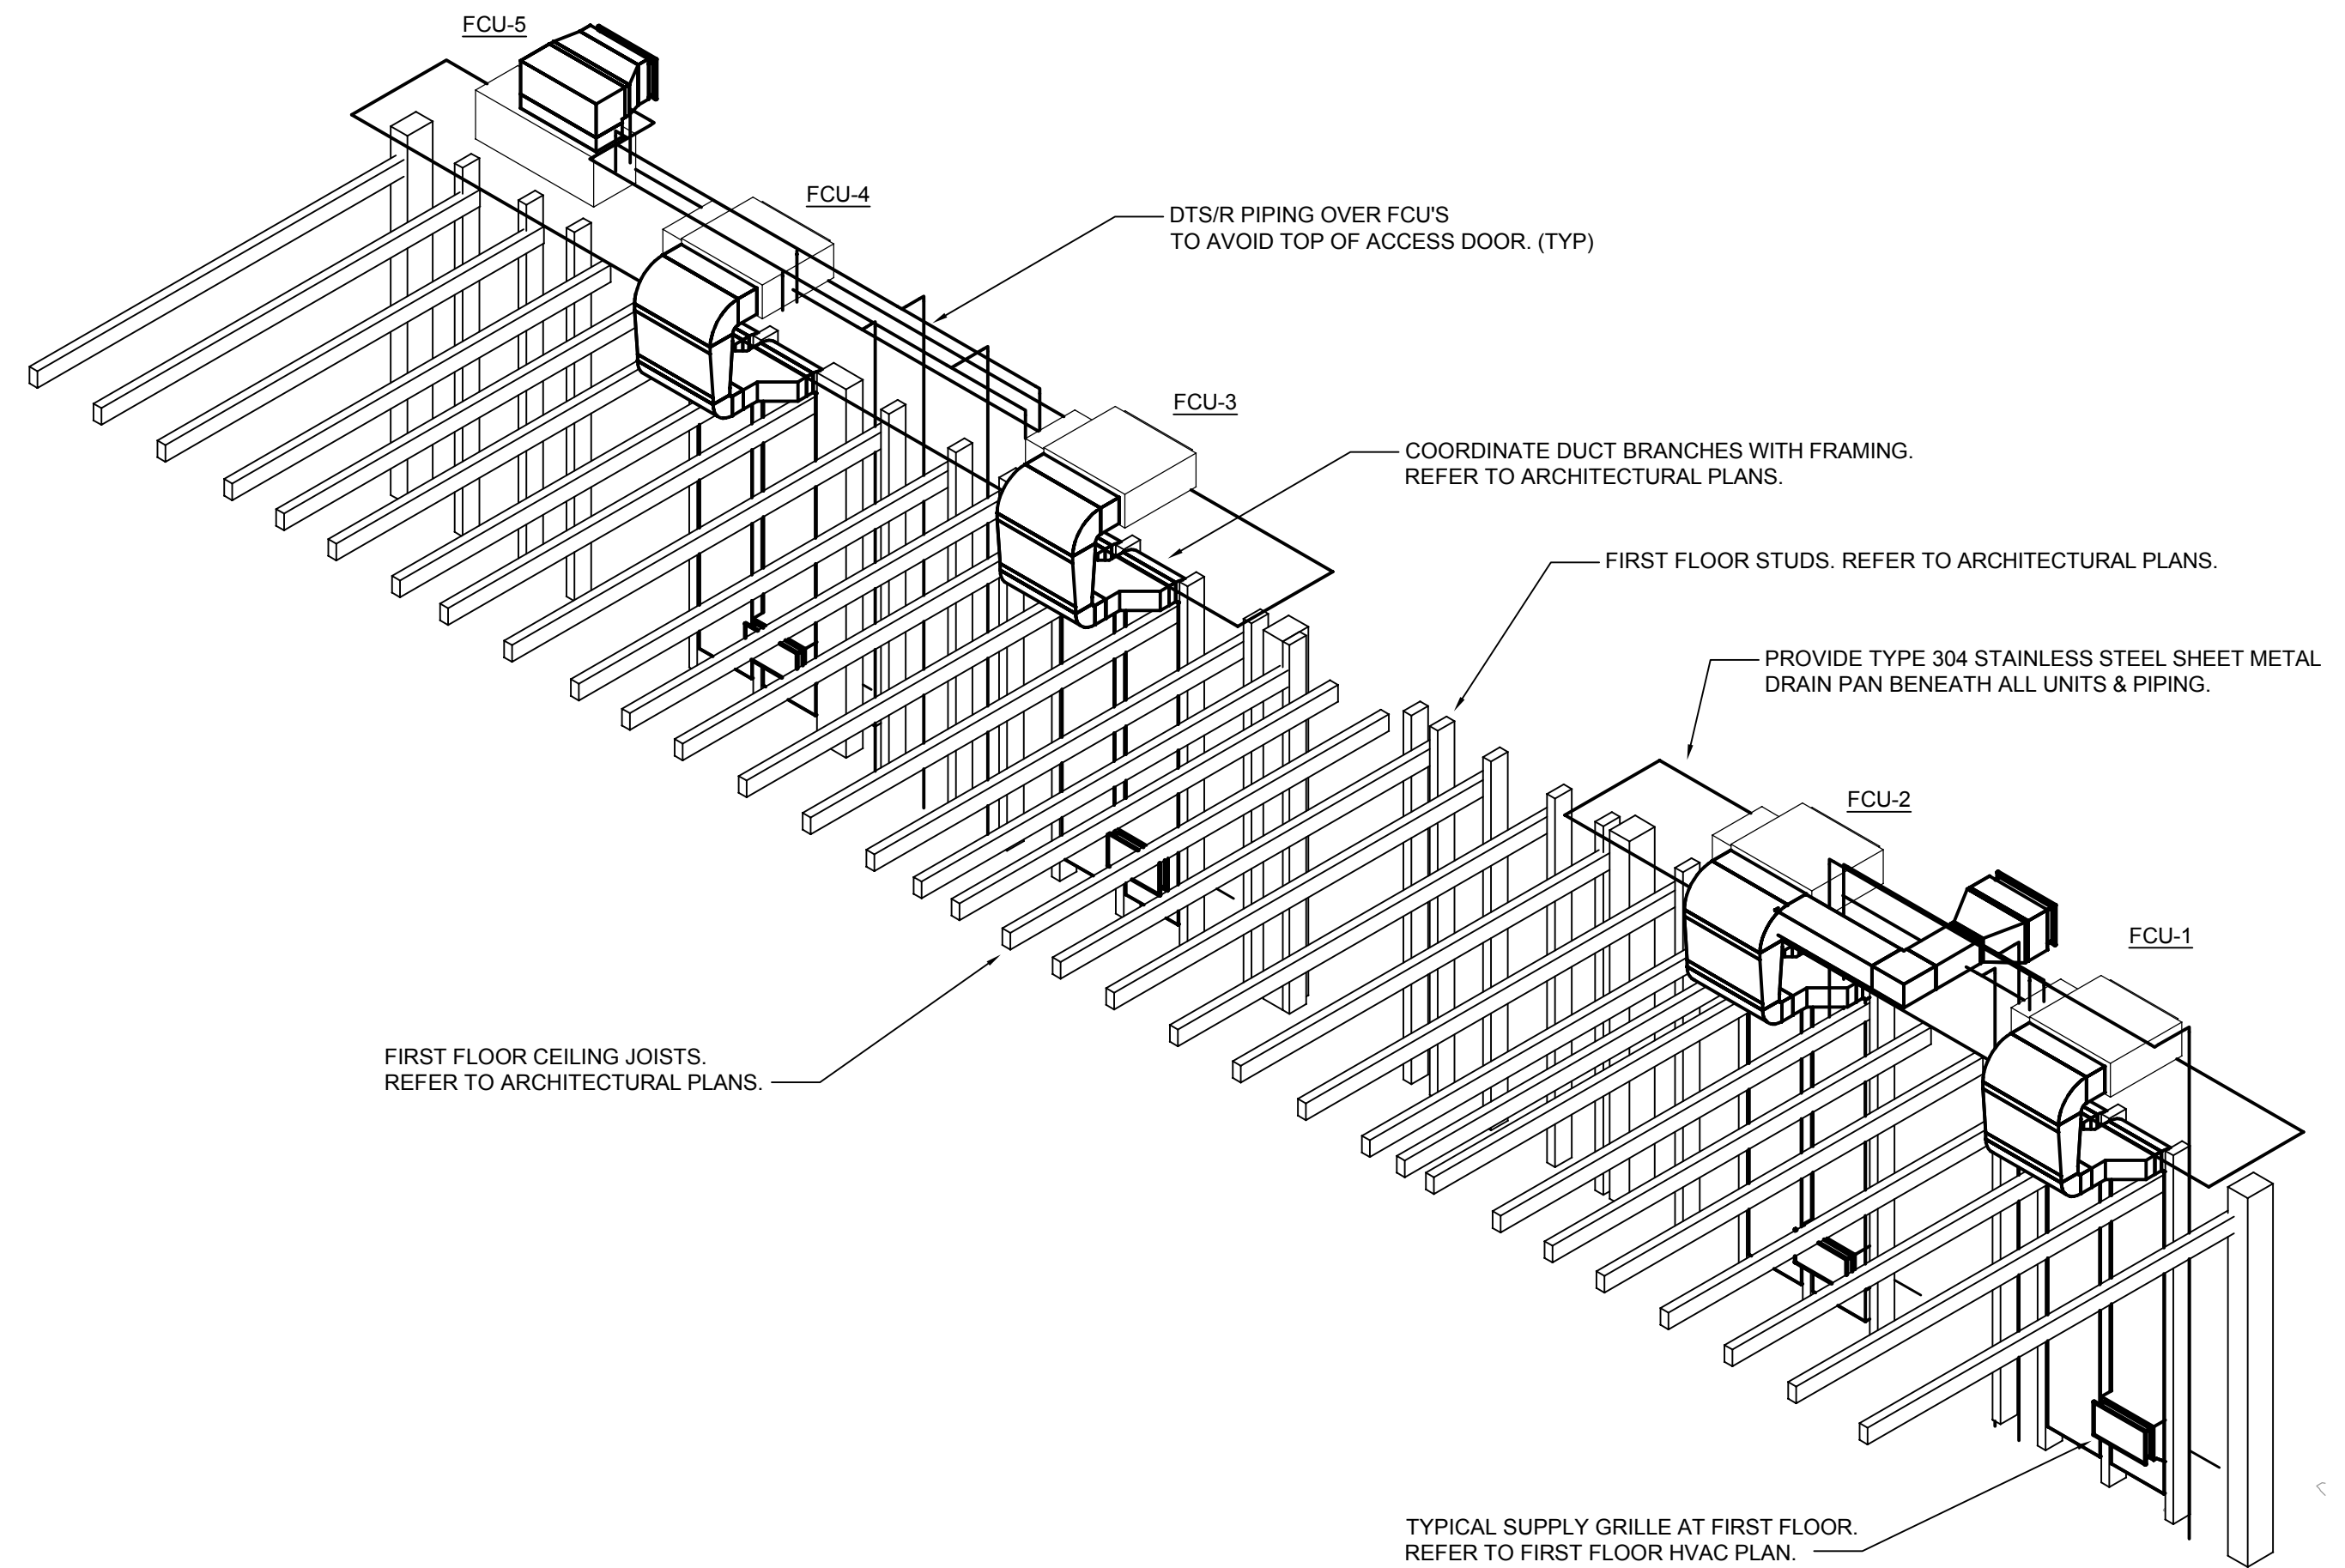 FCU-5
FCU-4
DTS/R PIPING OVER FCU'S
TO AVOID TOP OF ACCESS DOOR. (TYP)
FCU-3
COORDINATE DUCT BRANCHES WITH FRAMING.
REFER TO ARCHITECTURAL PLANS.
FIRST FLOOR STUDS. REFER TO ARCHITECTURAL PLANS.
PROVIDE TYPE 304 STAINLESS STEEL SHEET METAL
DRAIN PAN BENEATH ALL UNITS & PIPING.
FCU-2
FCU-1
FIRST FLOOR CEILING JOISTS.
REFER TO ARCHITECTURAL PLANS.
TYPICAL SUPPLY GRILLE AT FIRST FLOOR.
REFER TO FIRST FLOOR HVAC PLAN.